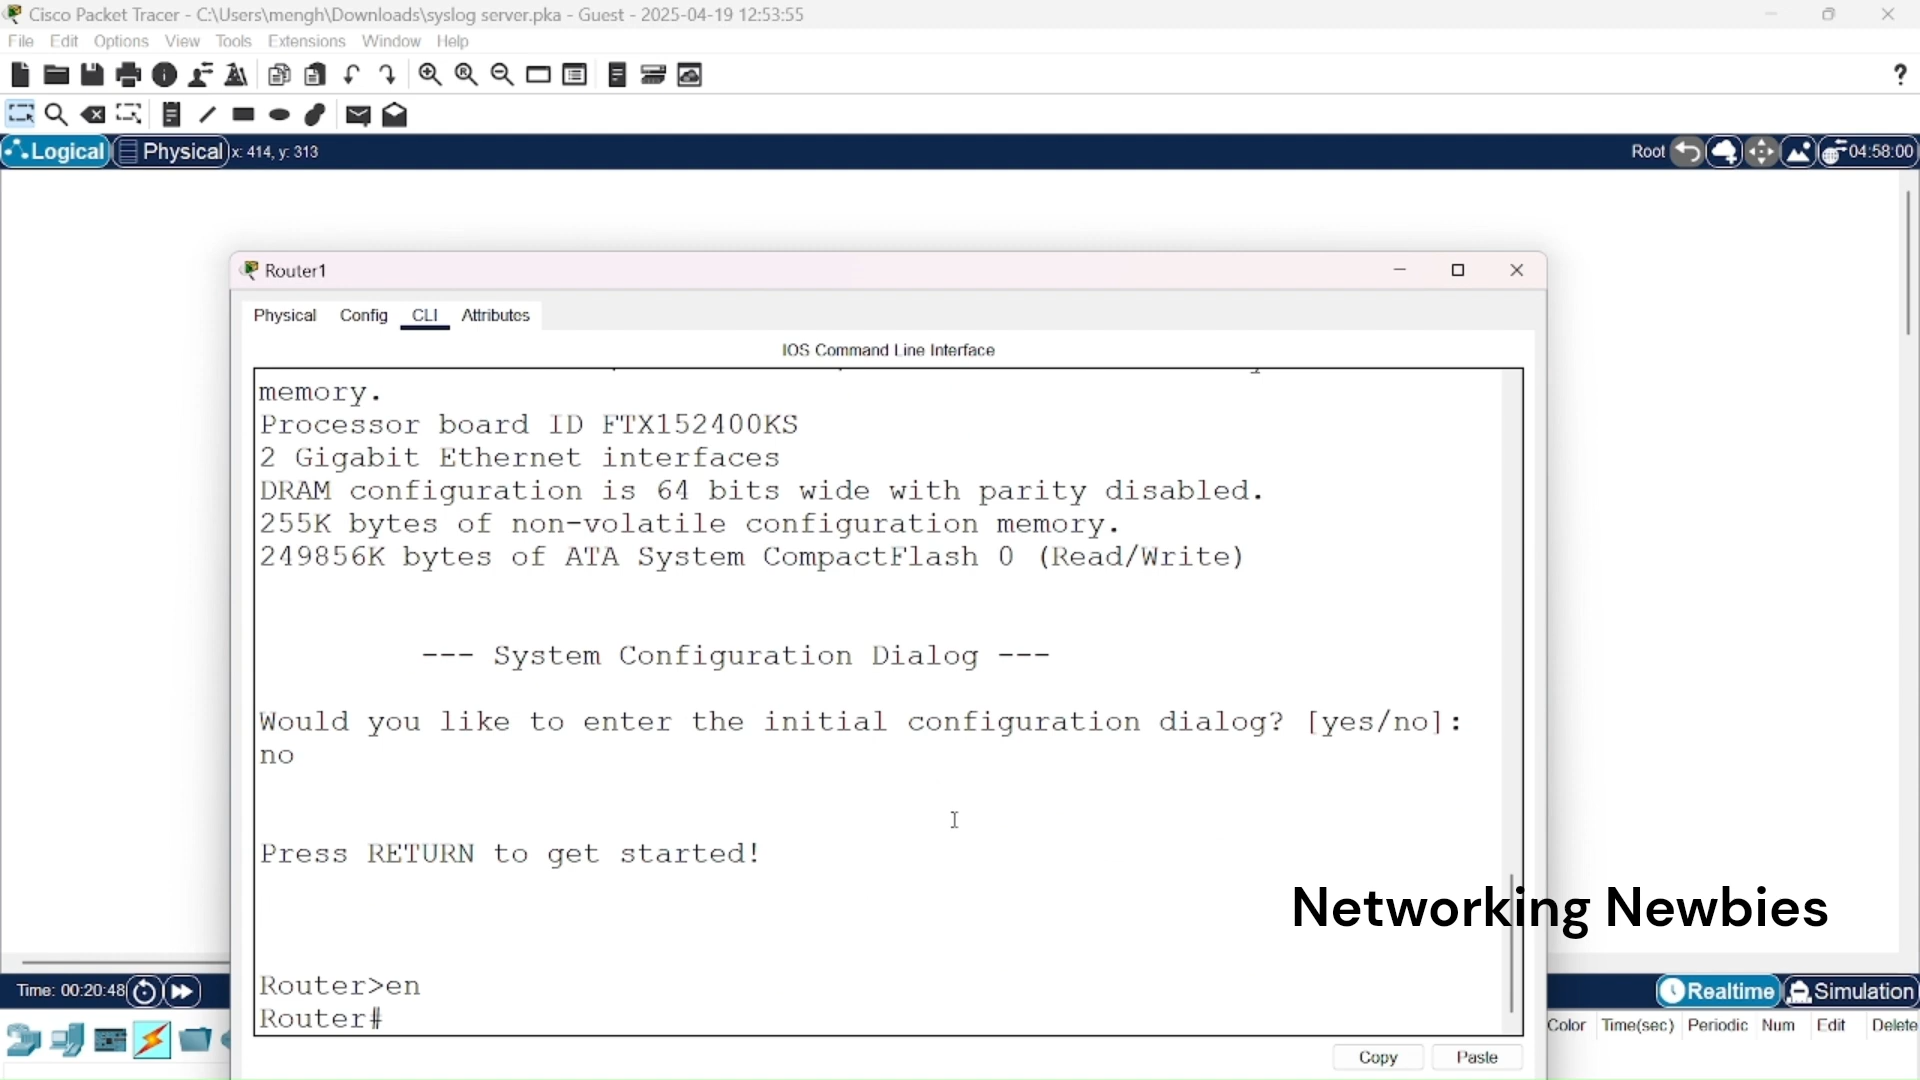 Cisco Packet Tracer - C:\Users\mengh\Downloads\syslog server.pka - Guest - 2025-04-19 12:53:55
File Edit Options View Tools Extensions Window Help
?
Logical Physical x: 414, y: 313 Root 04:58:00
Router1
Physical Config CLI Attributes
IOS Command Line Interface
memory.
Processor board ID FTX152400KS
2 Gigabit Ethernet interfaces
DRAM configuration is 64 bits wide with parity disabled.
255K bytes of non-volatile configuration memory.
249856K bytes of ATA System CompactFlash 0 (Read/Write)
--- System Configuration Dialog ---
Would you like to enter the initial configuration dialog? [yes/no]:
no
Press RETURN to get started!
Networking Newbies
Router>en
Router#
Time: 00:20:48 Realtime Simulation
Color Time(sec) Periodic Num Edit Delete
Copy Paste